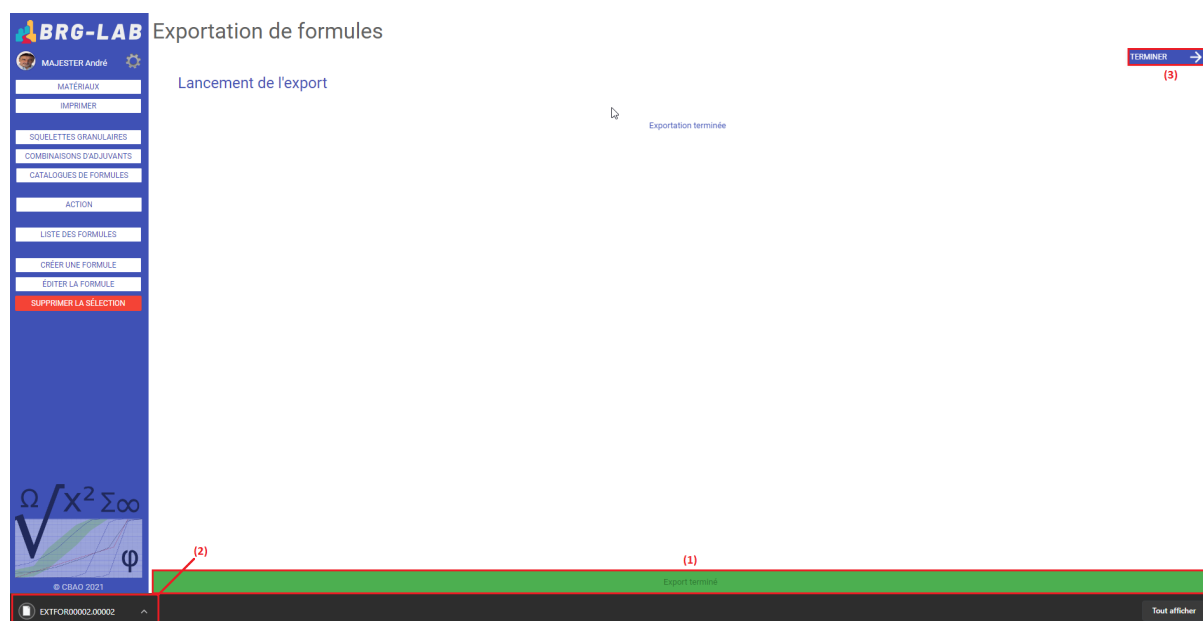 BRG-LAB
Exportation de formules
MAJESTER André
TERMINER
(3)
Lancement de l'export
MATÉRIAUX
IMPRIMER
Exportation terminée
SQUELETTES GRANULAIRES
COMBINAISONS D'ADJUVANTS
CATALOGUES DE FORMULES
ACTION
LISTE DES FORMULES
CRÉER UNE FORMULE
ÉDITER LA FORMULE
SUPPRIMER LA SÉLECTION
Ω √x² Σ∞
φ
(2)
(1)
Export terminé
© CBAO 2021
EXTFOR00002.00002
Tout afficher